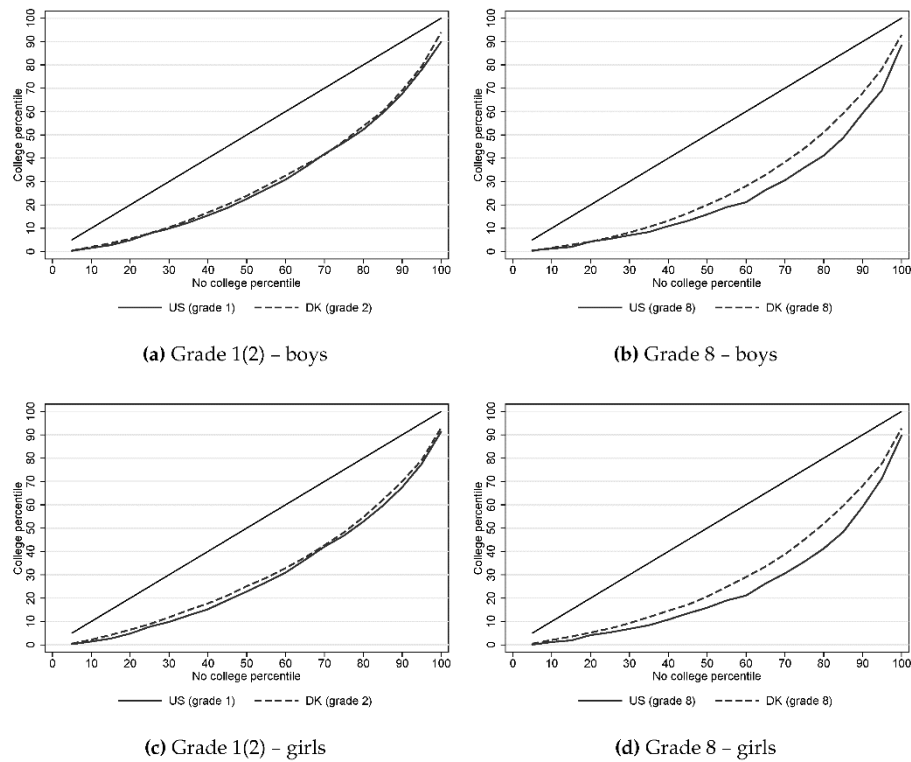 College percentile
0 10 20 30 40 50 60 70 80 90 100
0 10 20 30 40 50 60 70 80 90 100
No college percentile
US (grade 1) DK (grade 2)
(a) Grade 1(2) – boys
College percentile
0 10 20 30 40 50 60 70 80 90 100
0 10 20 30 40 50 60 70 80 90 100
No college percentile
US (grade 8) DK (grade 8)
(b) Grade 8 – boys
College percentile
0 10 20 30 40 50 60 70 80 90 100
0 10 20 30 40 50 60 70 80 90 100
No college percentile
US (grade 1) DK (grade 2)
(c) Grade 1(2) – girls
College percentile
0 10 20 30 40 50 60 70 80 90 100
0 10 20 30 40 50 60 70 80 90 100
No college percentile
US (grade 8) DK (grade 8)
(d) Grade 8 – girls